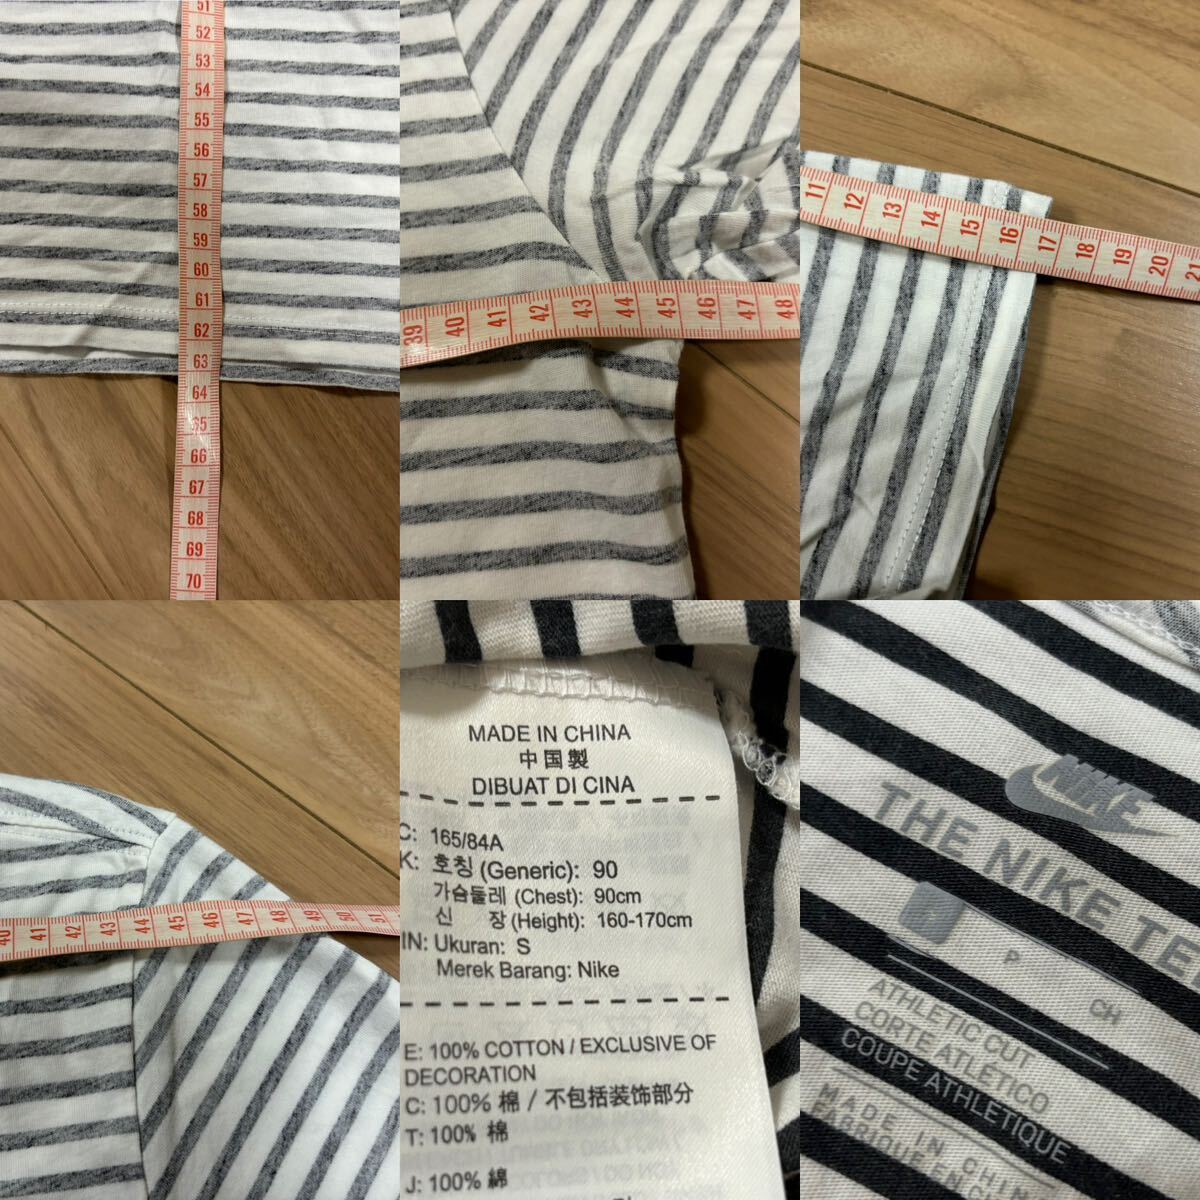 51
52
53
54
55
56
57
58
59
60
61
62
63
64
65
66
67
68
69
70
39 40 41 42 43 44 45 46 47 48
11 12 13 14 15 16 17 18 19 20 21
40 41 42 43 44 45 46 47 48 49 50 51
MADE IN CHINA
中国製
DIBUAT DI CINA
C: 165/84A
K: 호칭 (Generic): 90
가슴둘레 (Chest): 90cm
신 장 (Height): 160-170cm
IN: Ukuran: S
Merek Barang: Nike
E: 100% COTTON / EXCLUSIVE OF
DECORATION
C: 100% 棉 / 不包括装饰部分
T: 100% 棉
J: 100% 綿
NIKE
THE NIKE TE
P CH
ATHLETIC CUT
CORTE ATLETICO
COUPE ATHLETIQUE
MADE IN CHIN